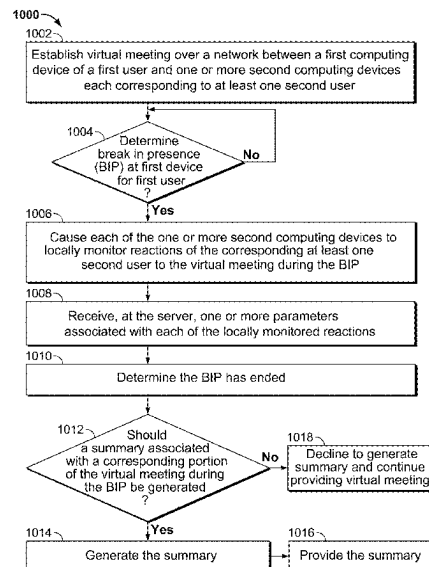 1000
1002
Establish virtual meeting over a network between a first computing
device of a first user and one or more second computing devices
each corresponding to at least one second user
1004
Determine
break in presence
(BIP) at first device
for first user
?
No
Yes
1006
Cause each of the one or more second computing devices to
locally monitor reactions of the corresponding at least one
second user to the virtual meeting during the BIP
1008
Receive, at the server, one or more parameters
associated with each of the locally monitored reactions
1010
Determine the BIP has ended
1012
Should
a summary associated
with a corresponding portion
of the virtual meeting during
the BIP be generated
?
No
1018
Decline to generate
summary and continue
providing virtual meeting
Yes
1014
Generate the summary
1016
Provide the summary